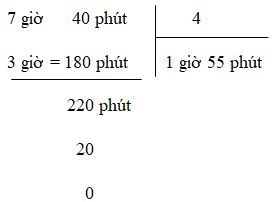 7 giờ 40 phút 4
3 giờ = 180 phút 1 giờ 55 phút
220 phút
20
0